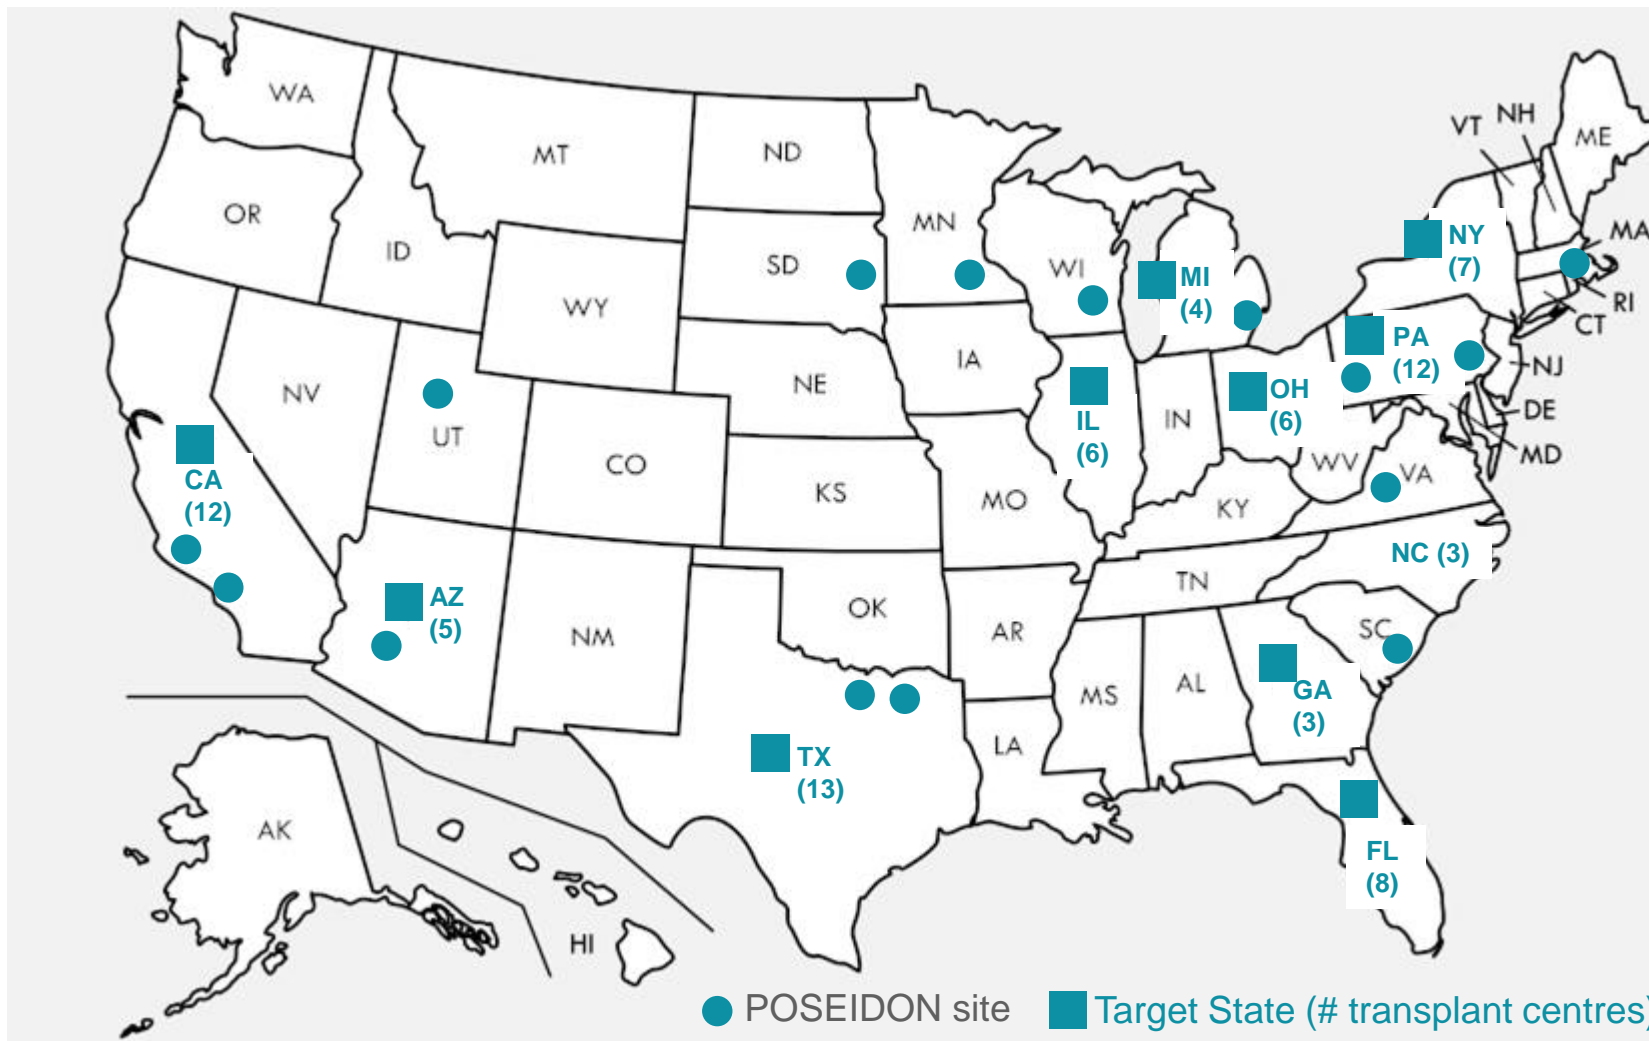 WA
MT
ND
MN
VT
NH
ME
OR
ID
SD
WI
MI
(4)
NY
(7)
MA
WY
RI
CT
PA
(12)
NJ
IA
NE
NV
UT
IL
(6)
IN
OH
(6)
DE
MD
CO
KS
MO
WV
VA
KY
CA
(12)
NC (3)
TN
AZ
(5)
NM
OK
AR
SC
MS
AL
GA
(3)
LA
TX
(13)
AK
FL
(8)
HI
POSEIDON site
Target State (# transplant centres)